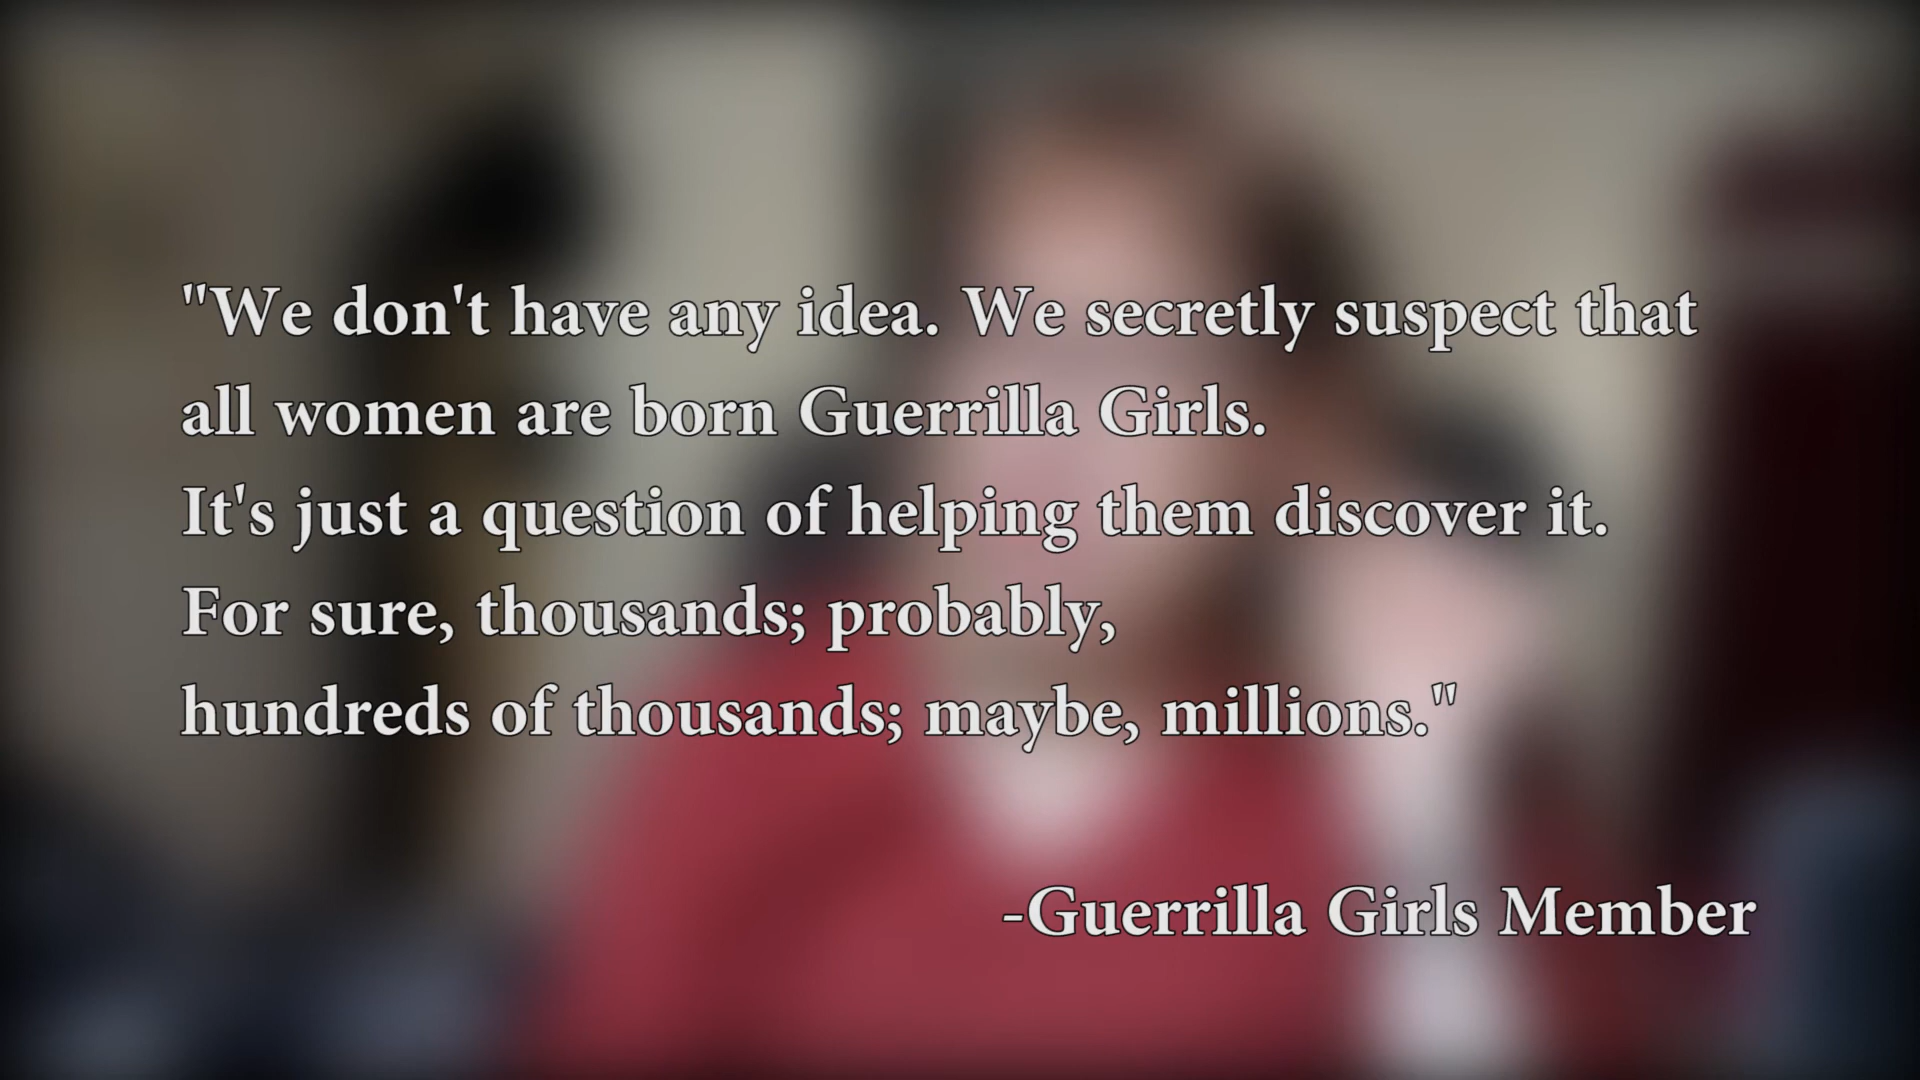 "We don't have any idea. We secretly suspect that
all women are born Guerrilla Girls.
It's just a question of helping them discover it.
For sure, thousands; probably,
hundreds of thousands; maybe, millions."
-Guerrilla Girls Member